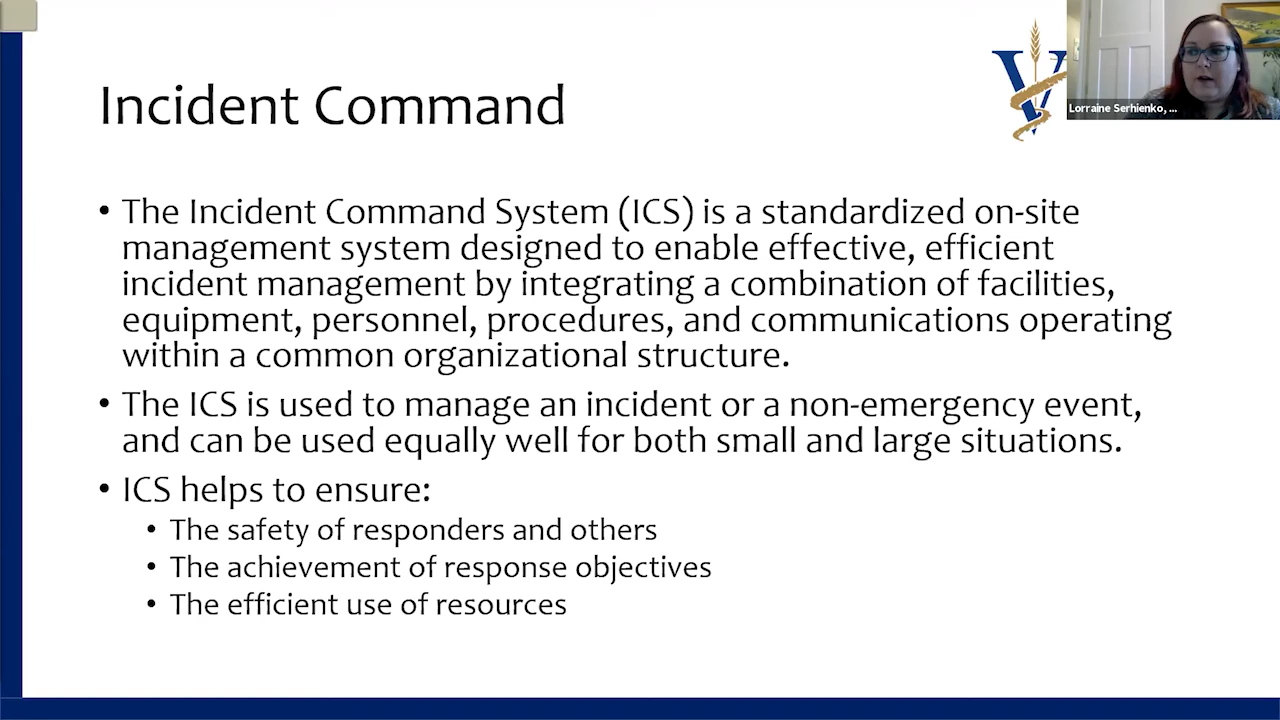 Incident Command
V
Lorraine Serhienko, ...
• The Incident Command System (ICS) is a standardized on-site
management system designed to enable effective, efficient
incident management by integrating a combination of facilities,
equipment, personnel, procedures, and communications operating
within a common organizational structure.
• The ICS is used to manage an incident or a non-emergency event,
and can be used equally well for both small and large situations.
• ICS helps to ensure:
• The safety of responders and others
• The achievement of response objectives
• The efficient use of resources